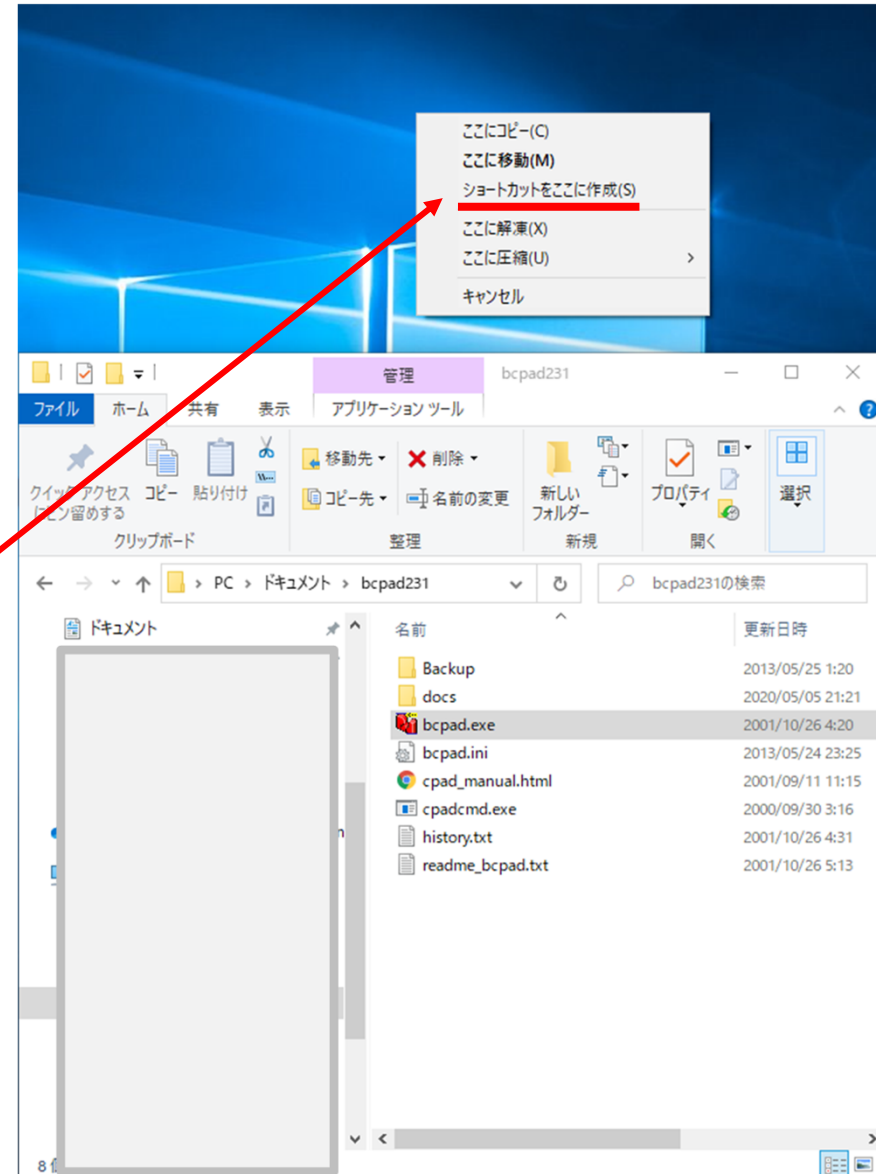 ここにコピー(C)
ここに移動(M)
ショートカットをここに作成(S)
ここに解凍(X)
ここに圧縮(U)
キャンセル
管理
bcpad231
ファイル
ホーム
共有
表示
アプリケーション ツール
クイック アクセス
にピン留めする
コピー
貼り付け
移動先
削除
コピー先
名前の変更
新しい
フォルダー
プロパティ
選択
クリップボード
整理
新規
開く
PC › ドキュメント › bcpad231
bcpad231の検索
ドキュメント
名前 更新日時
Backup 2013/05/25 1:20
docs 2020/05/05 21:21
bcpad.exe 2001/10/26 4:20
bcpad.ini 2013/05/24 23:25
cpad_manual.html 2001/09/11 11:15
cpadcmd.exe 2000/09/30 3:16
history.txt 2001/10/26 4:31
readme_bcpad.txt 2001/10/26 5:13